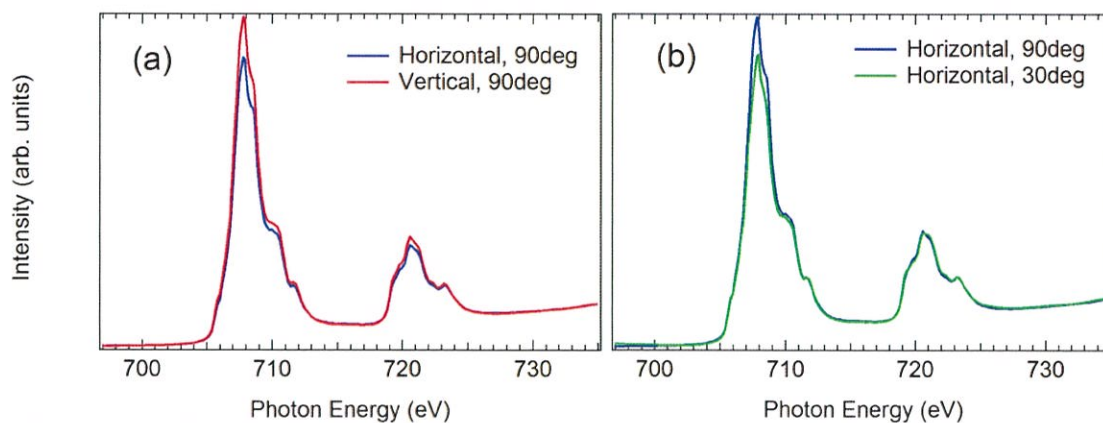 (a)
Horizontal, 90deg
Vertical, 90deg
(b)
Horizontal, 90deg
Horizontal, 30deg
Intensity (arb. units)
700 710 720 730
700 710 720 730
Photon Energy (eV)
Photon Energy (eV)